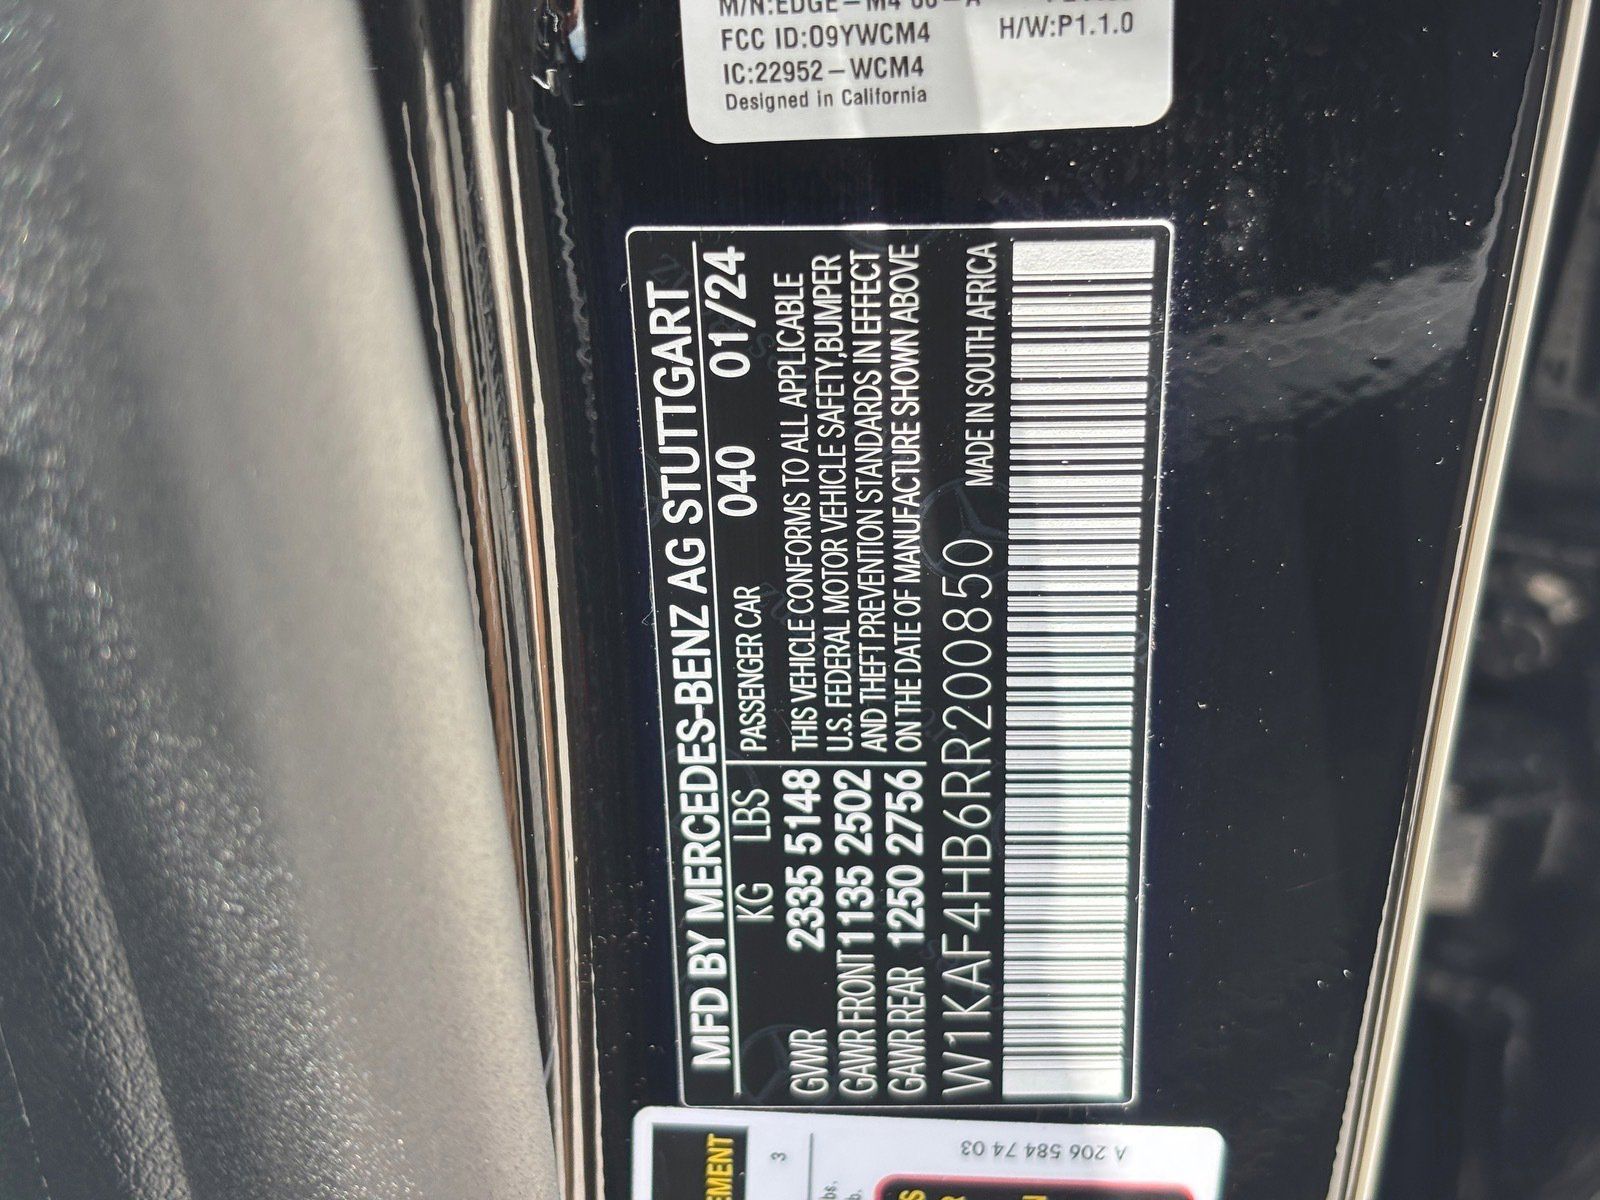 M/N:EDGE-M4
FCC ID:O9YWCM4
H/W:P1.1.0
IC:22952-WCM4
Designed in California
MFD BY MERCEDES-BENZ AG STUTTGART
KG LBS PASSENGER CAR 040 01/24
GVWR 2335 5148
GAWR FRONT 1135 2502
GAWR REAR 1250 2756
THIS VEHICLE CONFORMS TO ALL APPLICABLE
U.S. FEDERAL MOTOR VEHICLE SAFETY,BUMPER
AND THEFT PREVENTION STANDARDS IN EFFECT
ON THE DATE OF MANUFACTURE SHOWN ABOVE
W1KAF4HB6RR200850 MADE IN SOUTH AFRICA
3
A 206 584 74 03